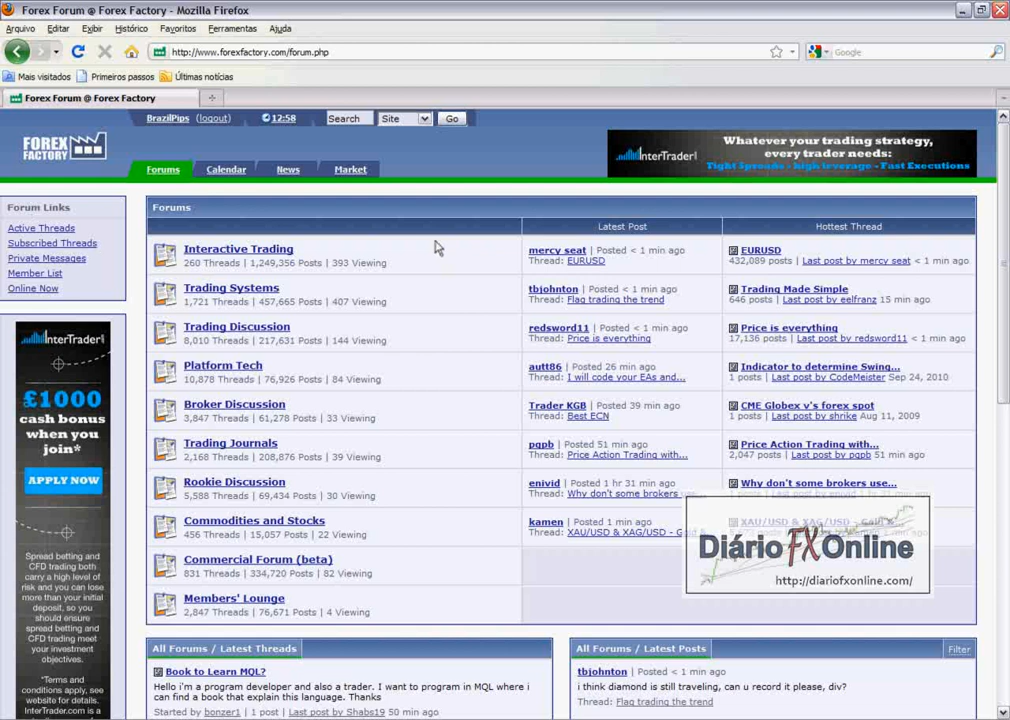 Forex Forum @ Forex Factory - Mozilla Firefox
Arquivo Editar Exibir Histórico Favoritos Ferramentas Ajuda
http://www.forexfactory.com/forum.php
Google
Mais visitados Primeiros passos Últimas notícias
Forex Forum @ Forex Factory
BrazilPips (logout) 12:58 Search Site Go
FOREX
FACTORY
InterTrader
Whatever your trading strategy,
every trader needs:
Tight Spreads - high leverage - Fast Executions
Forums Calendar News Market
Forum Links
Active Threads
Subscribed Threads
Private Messages
Member List
Online Now
Forums
Latest Post Hottest Thread
Interactive Trading
260 Threads | 1,249,356 Posts | 393 Viewing
mercy seat | Posted < 1 min ago
Thread: EURUSD
EURUSD
432,089 posts | Last post by mercy seat < 1 min ago
Trading Systems
1,721 Threads | 457,665 Posts | 407 Viewing
tbjohnton | Posted < 1 min ago
Thread: Flag trading the trend
Trading Made Simple
646 posts | Last post by eelfranz 15 min ago
Trading Discussion
8,010 Threads | 217,631 Posts | 144 Viewing
redsword11 | Posted < 1 min ago
Thread: Price is everything
Price is everything
17,136 posts | Last post by redsword11 < 1 min ago
Platform Tech
10,878 Threads | 76,926 Posts | 84 Viewing
autt86 | Posted 26 min ago
Thread: I will code your EAs and...
Indicator to determine Swing...
1 posts | Last post by CodeMeister Sep 24, 2010
Broker Discussion
3,847 Threads | 61,278 Posts | 33 Viewing
Trader KGB | Posted 39 min ago
Thread: Best ECN
CME Globex v's forex spot
1 posts | Last post by shrike Aug 11, 2009
Trading Journals
2,168 Threads | 208,876 Posts | 39 Viewing
pqpb | Posted 51 min ago
Thread: Price Action Trading with...
Price Action Trading with...
2,047 posts | Last post by pqpb 51 min ago
Rookie Discussion
5,588 Threads | 69,434 Posts | 30 Viewing
enivid | Posted 1 hr 31 min ago
Thread: Why don't some brokers
Why don't some brokers use...
Commodities and Stocks
456 Threads | 15,057 Posts | 22 Viewing
kamen | Posted 1 min ago
Thread: XAU/USD & XAG/USD - Gold &
XAU/USD & XAG/USD - Gold
Commercial Forum (beta)
831 Threads | 334,720 Posts | 82 Viewing
Members' Lounge
2,847 Threads | 76,671 Posts | 4 Viewing
Diário FX Online
http://diariofxonline.com/
InterTrader
£1000
cash bonus
when you
join*
APPLY NOW
Spread betting and
CFD trading both
carry a high level of
risk and you can lose
more than your initial
deposit, so you
should ensure
spread betting and
CFD trading meet
your investment
objectives.
*Terms and
conditions apply, see
website for details.
InterTrader.com is a
All Forums / Latest Threads
Book to Learn MQL?
Hello i'm a program developer and also a trader. I want to program in MQL where i
can find a book that explain this language. Thanks
Started by bonzer1 | 1 post | Last post by Shabs19 50 min ago
All Forums / Latest Posts Filter
tbjohnton | Posted < 1 min ago
i think diamond is still traveling, can u record it please, div?
Thread: Flag trading the trend